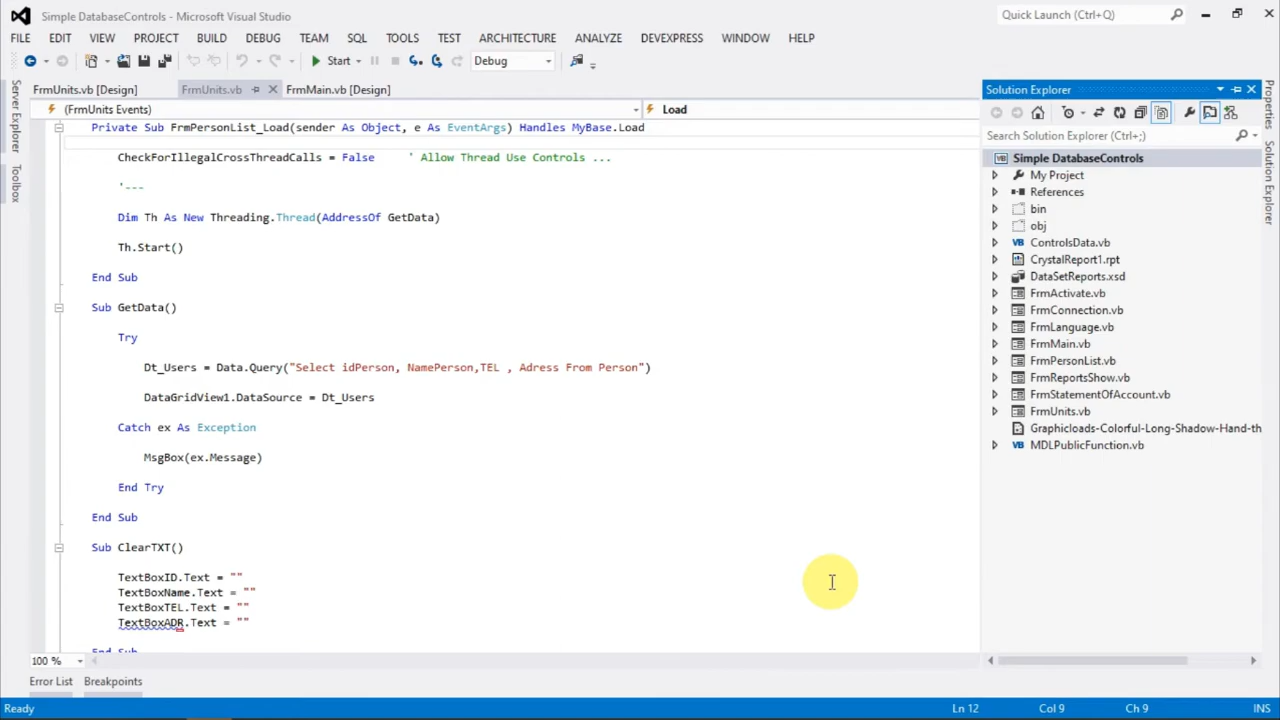 Simple DatabaseControls - Microsoft Visual Studio
Quick Launch (Ctrl+Q)
FILE EDIT VIEW PROJECT BUILD DEBUG TEAM SQL TOOLS TEST ARCHITECTURE ANALYZE DEVEXPRESS WINDOW HELP
Start Debug
FrmUnits.vb [Design] FrmUnits.vb FrmMain.vb [Design]
(FrmUnits Events) Load
Private Sub FrmPersonList_Load(sender As Object, e As EventArgs) Handles MyBase.Load
CheckForIllegalCrossThreadCalls = False ' Allow Thread Use Controls ...
'---
Dim Th As New Threading.Thread(AddressOf GetData)
Th.Start()
End Sub
Sub GetData()
Try
Dt_Users = Data.Query("Select idPerson, NamePerson,TEL , Adress From Person")
DataGridView1.DataSource = Dt_Users
Catch ex As Exception
MsgBox(ex.Message)
End Try
End Sub
Sub ClearTXT()
TextBoxID.Text = ""
TextBoxName.Text = ""
TextBoxTEL.Text = ""
TextBoxADR.Text = ""
End Sub
100 %
Error List Breakpoints
Ready Ln 12 Col 9 Ch 9 INS
Server Explorer
Toolbox
Solution Explorer
Search Solution Explorer (Ctrl+;)
Simple DatabaseControls
My Project
References
bin
obj
ControlsData.vb
CrystalReport1.rpt
DataSetReports.xsd
FrmActivate.vb
FrmConnection.vb
FrmLanguage.vb
FrmMain.vb
FrmPersonList.vb
FrmReportsShow.vb
FrmStatementOfAccount.vb
FrmUnits.vb
Graphicloads-Colorful-Long-Shadow-Hand-th
MDLPublicFunction.vb
Properties
Solution Explorer